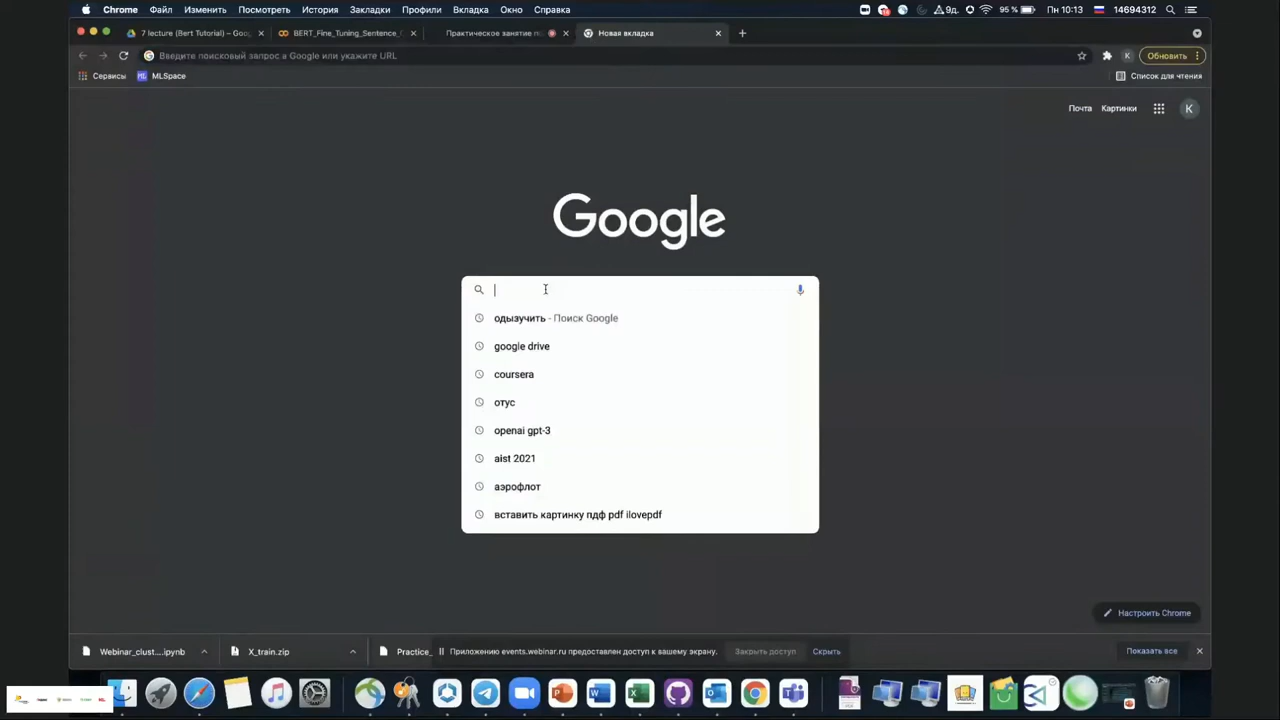 Chrome Файл Изменить Посмотреть История Закладки Профили Вкладка Окно Справка 9д. 95 % Пн 10:13 14694312
7 lecture (Bert Tutorial) – Goo BERT_Fine_Tuning_Sentence_ Практическое занятие по Новая вкладка
Введите поисковый запрос в Google или укажите URL K Обновить
Сервисы MLSpace Список для чтения
Почта Картинки K
Google
одызучить - Поиск Google
google drive
coursera
отус
openai gpt-3
aist 2021
аэрофлот
вставить картинку пдф pdf ilovepdf
Настроить Chrome
Webinar_clust....ipynb X_train.zip Practice_ Приложению events.webinar.ru предоставлен доступ к вашему экрану. Закрыть доступ Скрыть Показать все